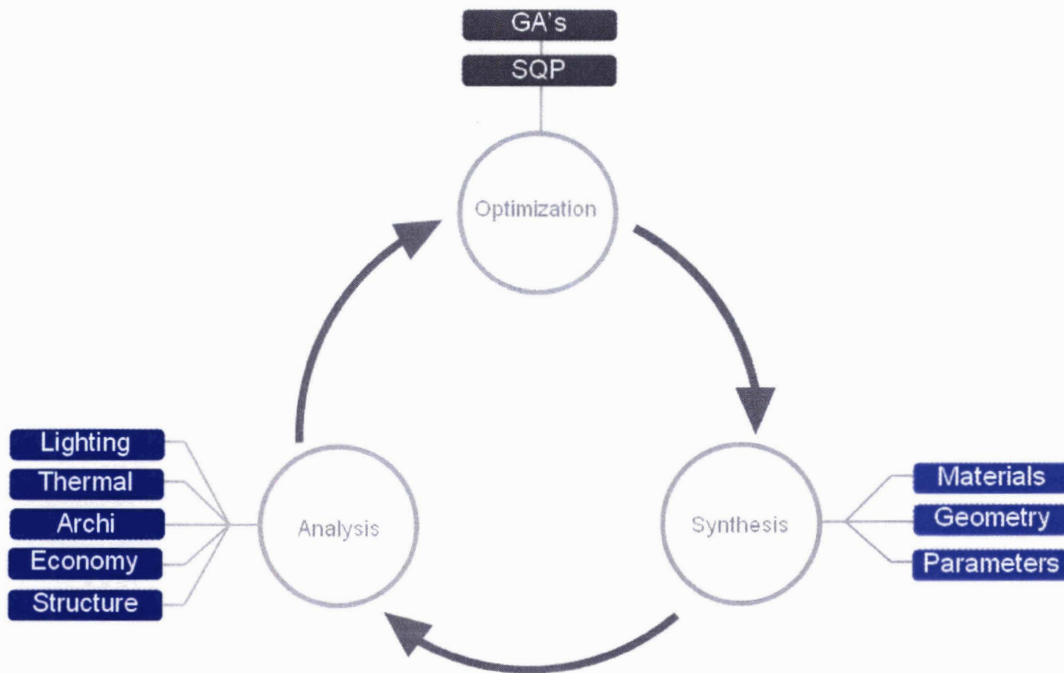 GA's
SQP
Optimization
Lighting
Thermal
Archi
Economy
Structure
Analysis
Synthesis
Materials
Geometry
Parameters